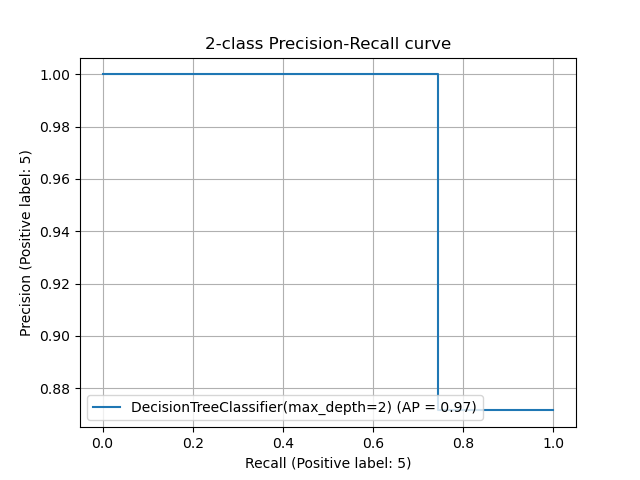 2-class Precision-Recall curve
Precision (Positive label: 5)
1.00
0.98
0.96
0.94
0.92
0.90
0.88
DecisionTreeClassifier(max_depth=2) (AP = 0.97)
0.0 0.2 0.4 0.6 0.8 1.0
Recall (Positive label: 5)